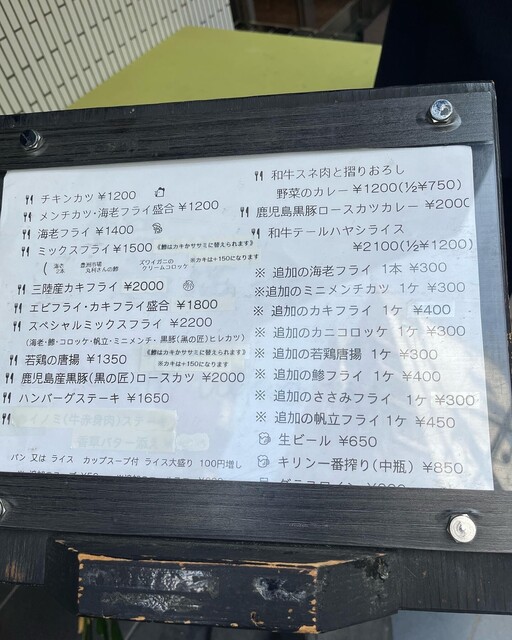 チキンカツ ¥1200
メンチカツ・海老フライ盛合 ¥1200
海老フライ ¥1400
ミックスフライ ¥1500 《鯵はカキかササミに替えられます》
※カキは+150になります
( 海老2本 豊洲市場丸利さんの鯵 ズワイガニのクリームコロッケ
三陸産カキフライ ¥2000
エビフライ・カキフライ盛合 ¥1800
スペシャルミックスフライ ¥2200
(海老・鯵・コロッケ・帆立・ミニメンチ・黒豚(黒の匠)ヒレカツ)
若鶏の唐揚 ¥1350 《鯵はカキかササミに替えられます》
※カキは+150円になります
鹿児島産黒豚(黒の匠)ロースカツ ¥2000
ハンバーグステーキ ¥1650
パン 又は ライス カップスープ付 ライス大盛り 100円増し
和牛スネ肉と摺りおろし
野菜のカレー ¥1200(½¥750)
鹿児島黒豚ロースカツカレー ¥2000
和牛テールハヤシライス
¥2100(½¥1200)
※ 追加の海老フライ 1本 ¥300
※追加のミニメンチカツ 1ケ ¥300
※ 追加のカキフライ 1ケ ¥400
※ 追加のカニコロッケ 1ケ ¥300
※ 追加の若鶏唐揚 1ケ ¥300
※ 追加の鯵フライ 1ケ ¥400
※ 追加のささみフライ 1ケ ¥300
※ 追加の帆立フライ 1ケ ¥450
生ビール ¥650
キリン一番搾り(中瓶) ¥850